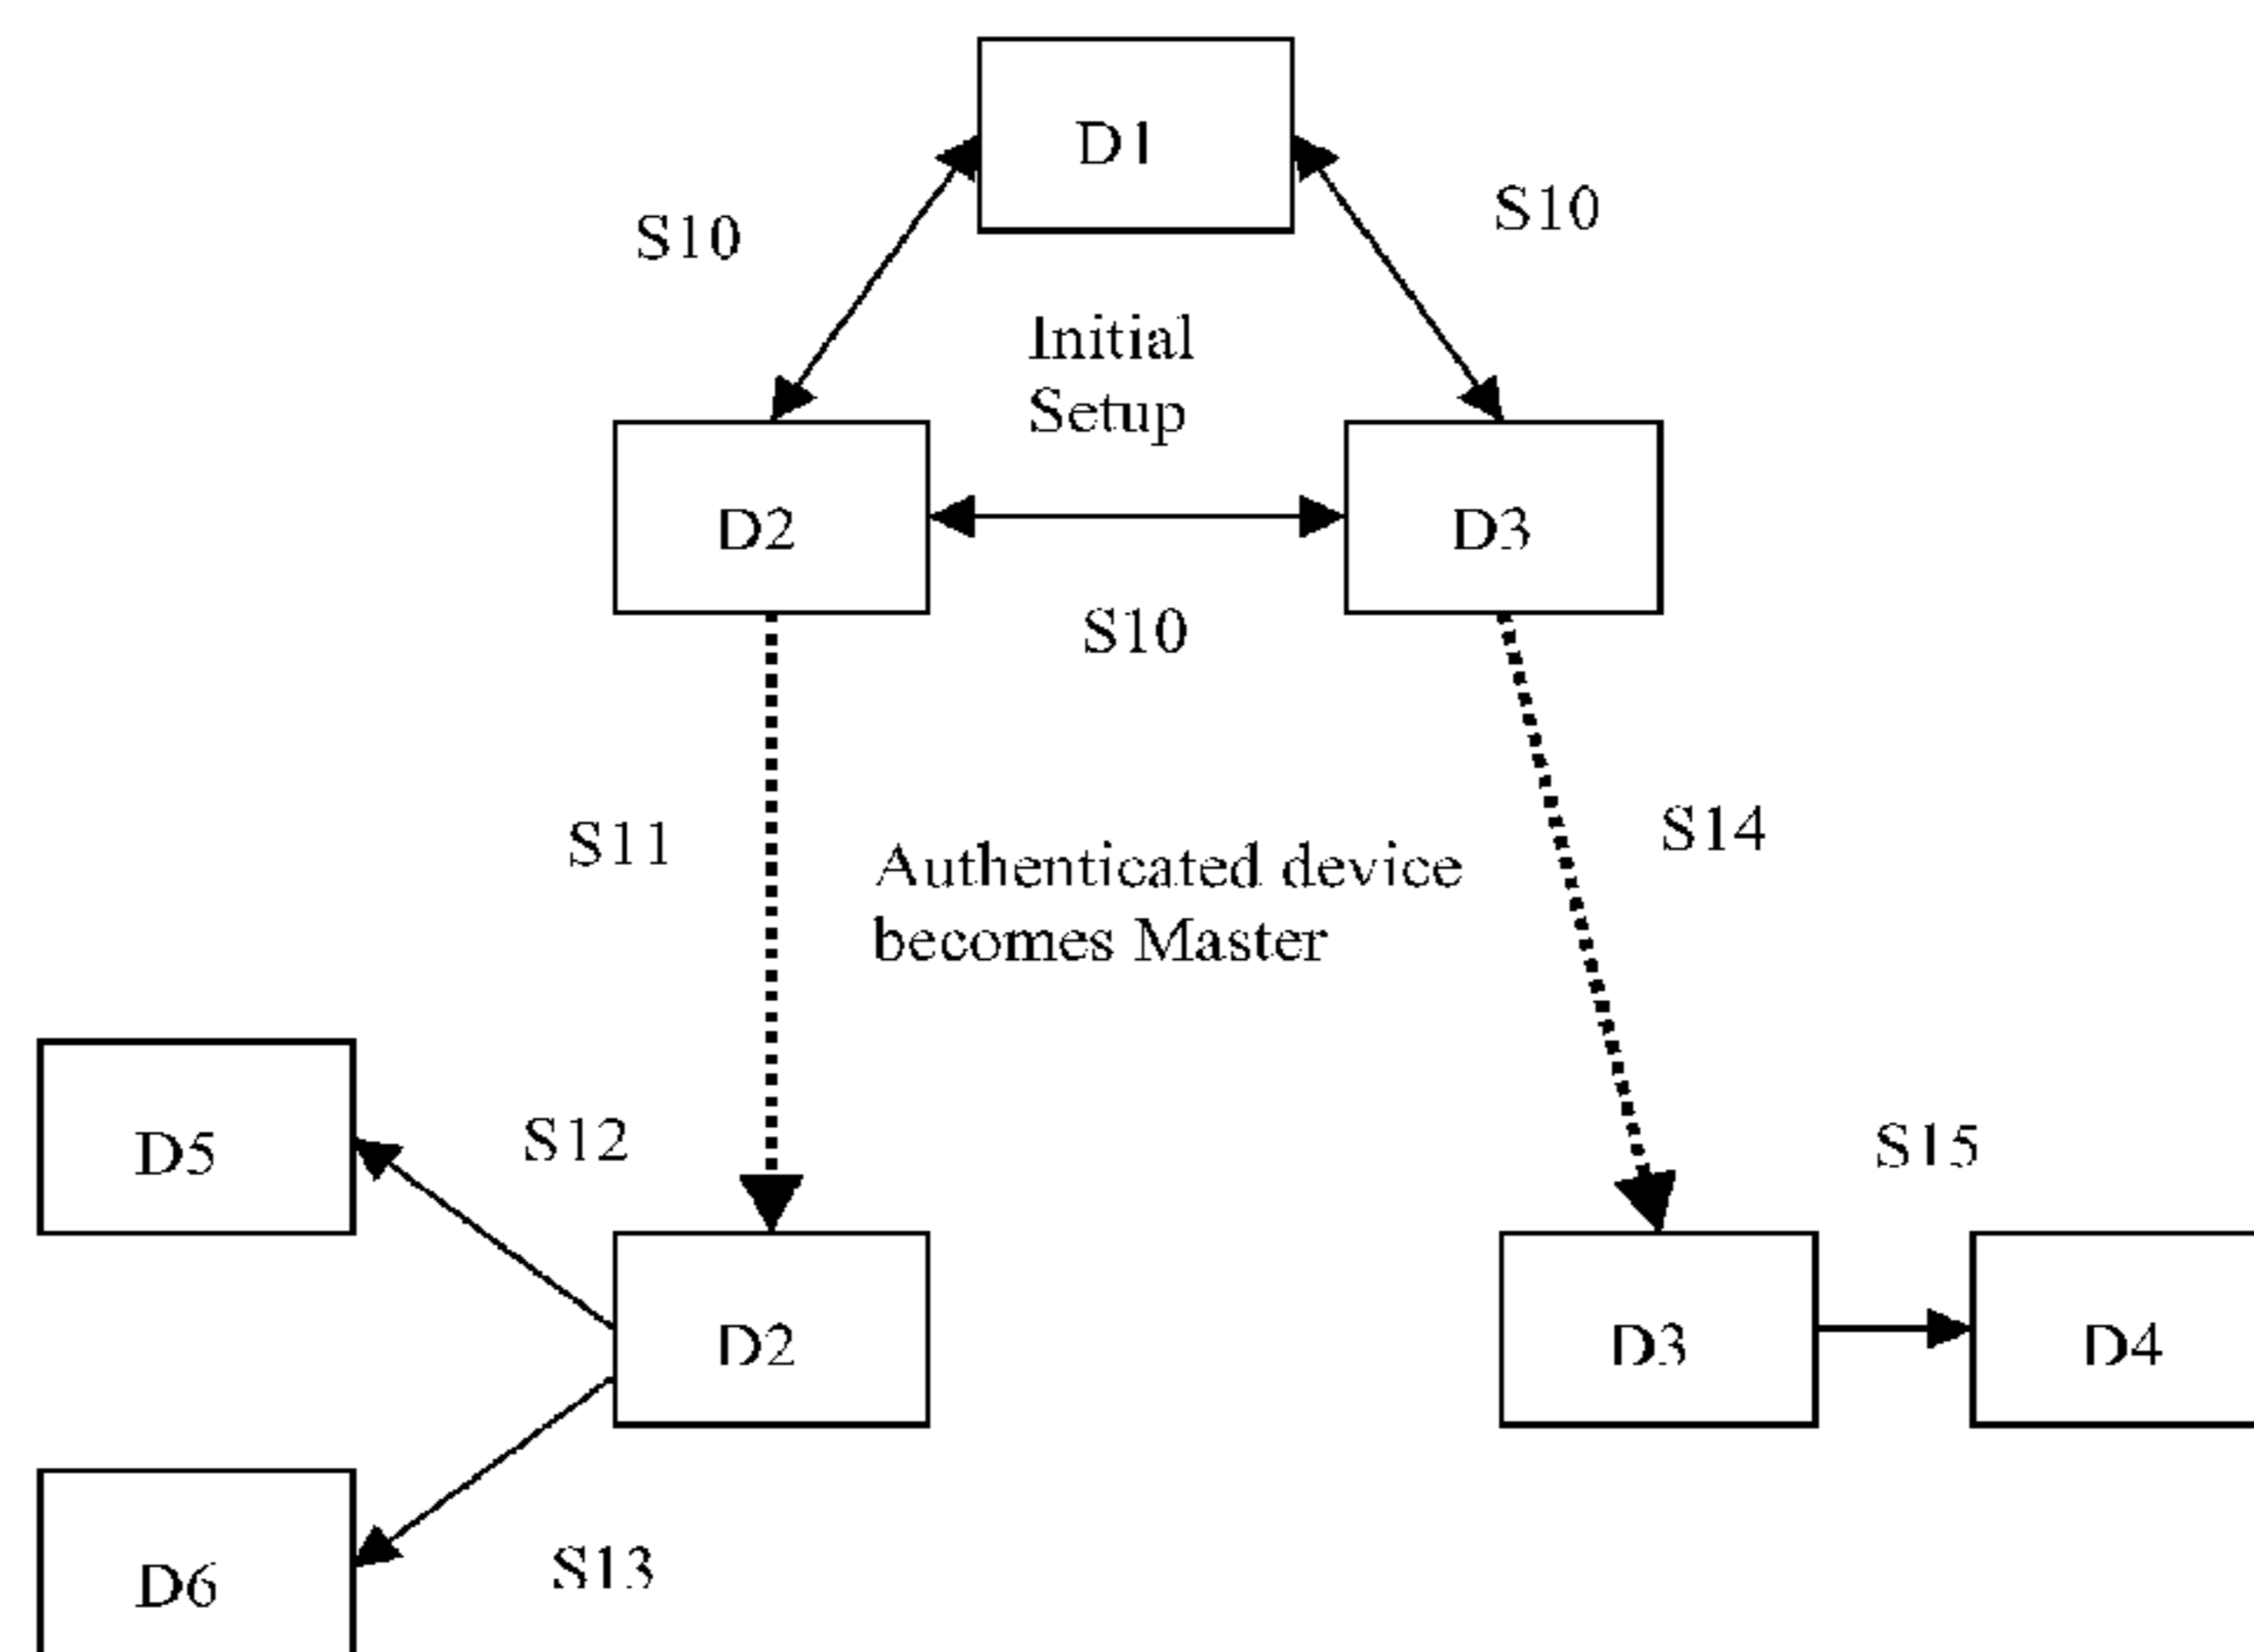 D1
S10
S10
Initial
Setup
D2
D3
S10
S11
S14
Authenticated device
becomes Master
D5
S12
S15
D2
D3
D4
D6
S13